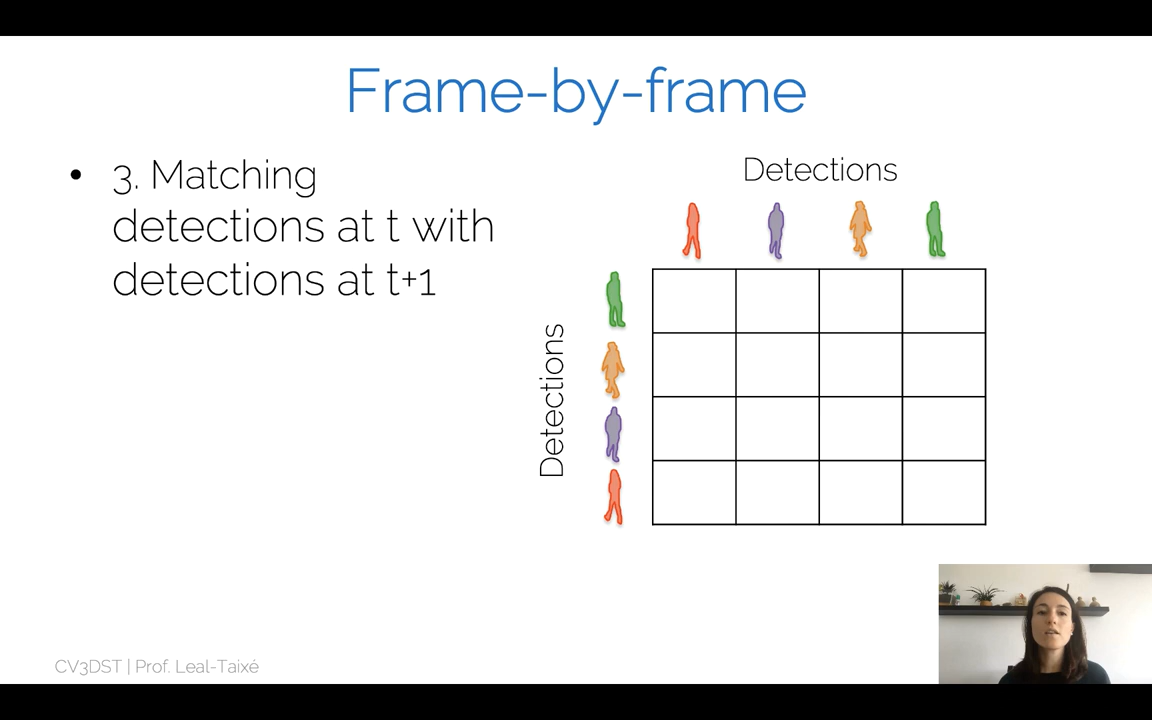 Frame-by-frame
• 3. Matching
detections at t with
detections at t+1
Detections
Detections
CV3DST | Prof. Leal-Taixé